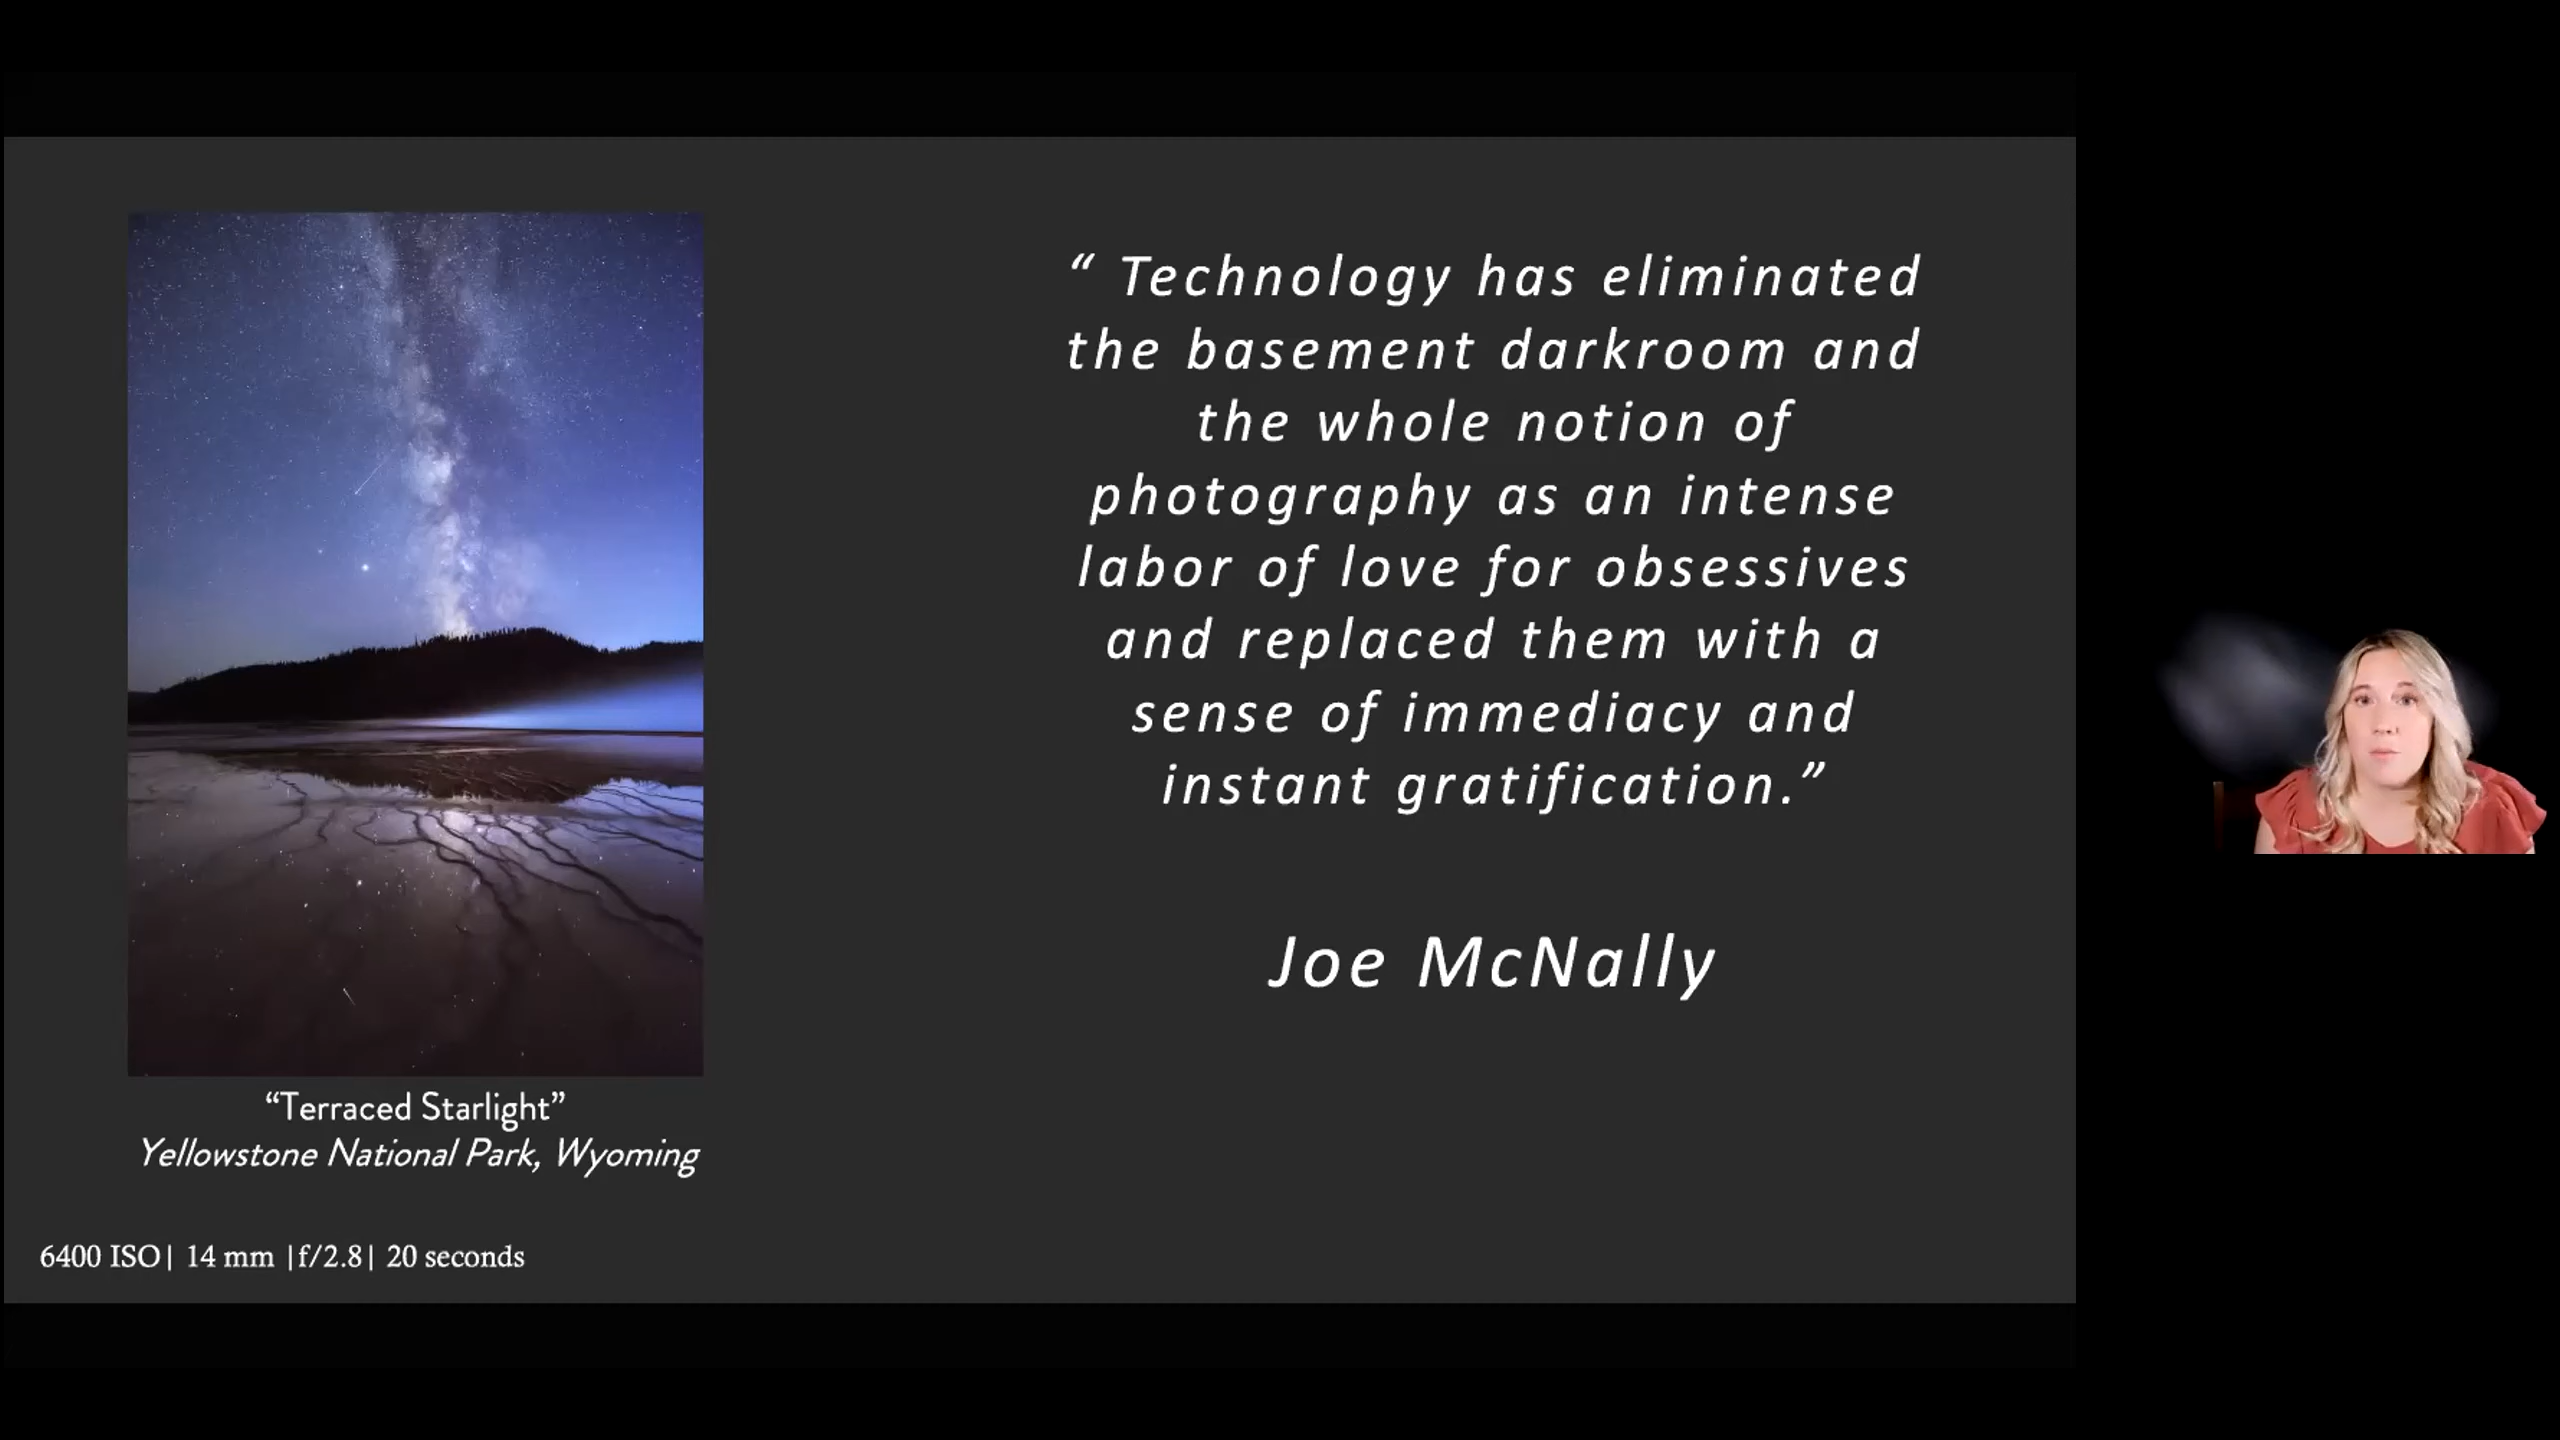 “ Technology has eliminated
the basement darkroom and
the whole notion of
photography as an intense
labor of love for obsessives
and replaced them with a
sense of immediacy and
instant gratification.”
Joe McNally
“Terraced Starlight”
Yellowstone National Park, Wyoming
6400 ISO| 14 mm |f/2.8| 20 seconds